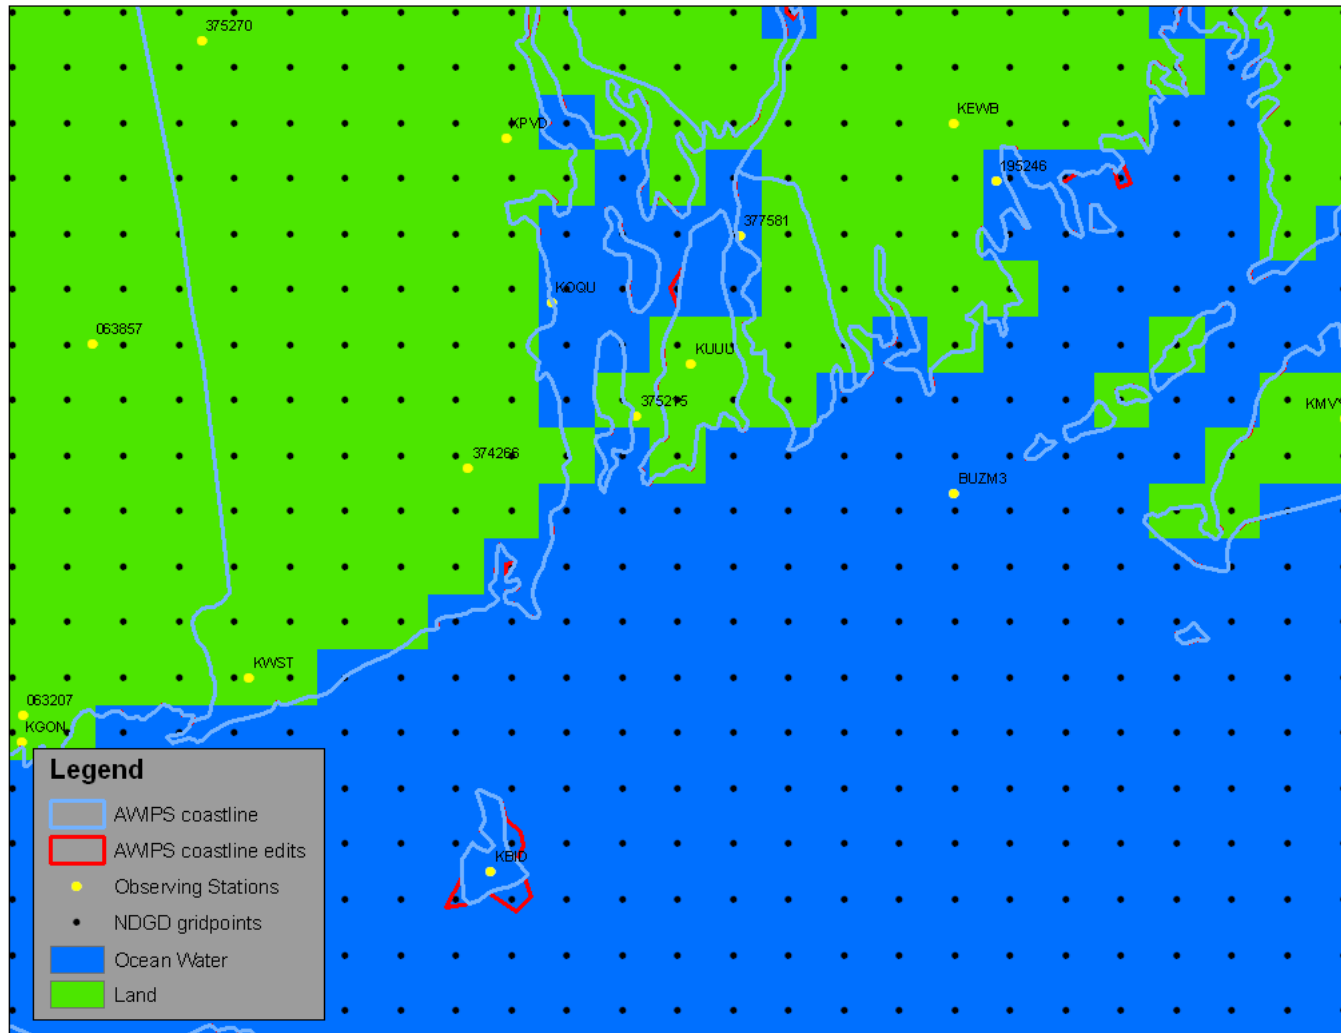 375270
KPVD
KEWB
195246
377581
KOQU
063857
KUUU
375215
KMVY
374266
BUZM3
KWST
063207
KGON
KBID
Legend
AWIPS coastline
AWIPS coastline edits
Observing Stations
NDGD gridpoints
Ocean Water
Land